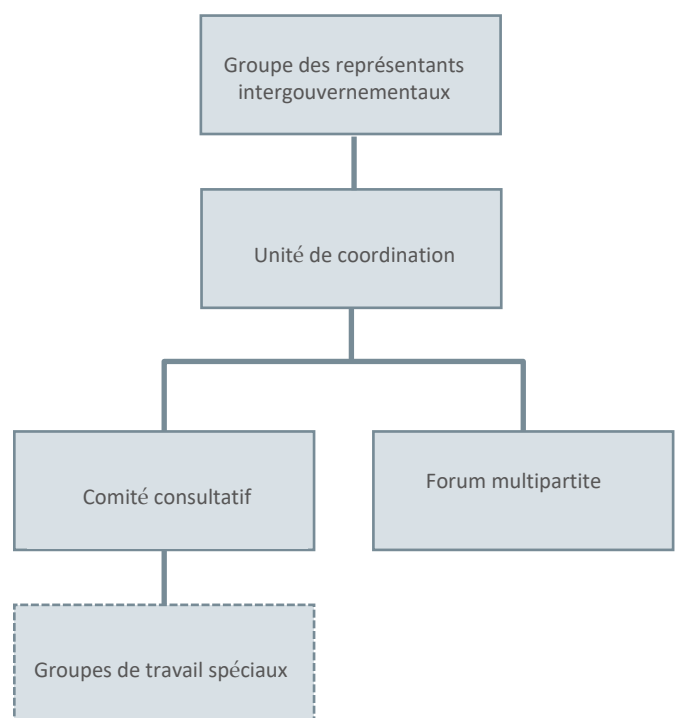 Groupe des représentants
intergouvernementaux
Unité de coordination
Comité consultatif
Forum multipartite
Groupes de travail spéciaux